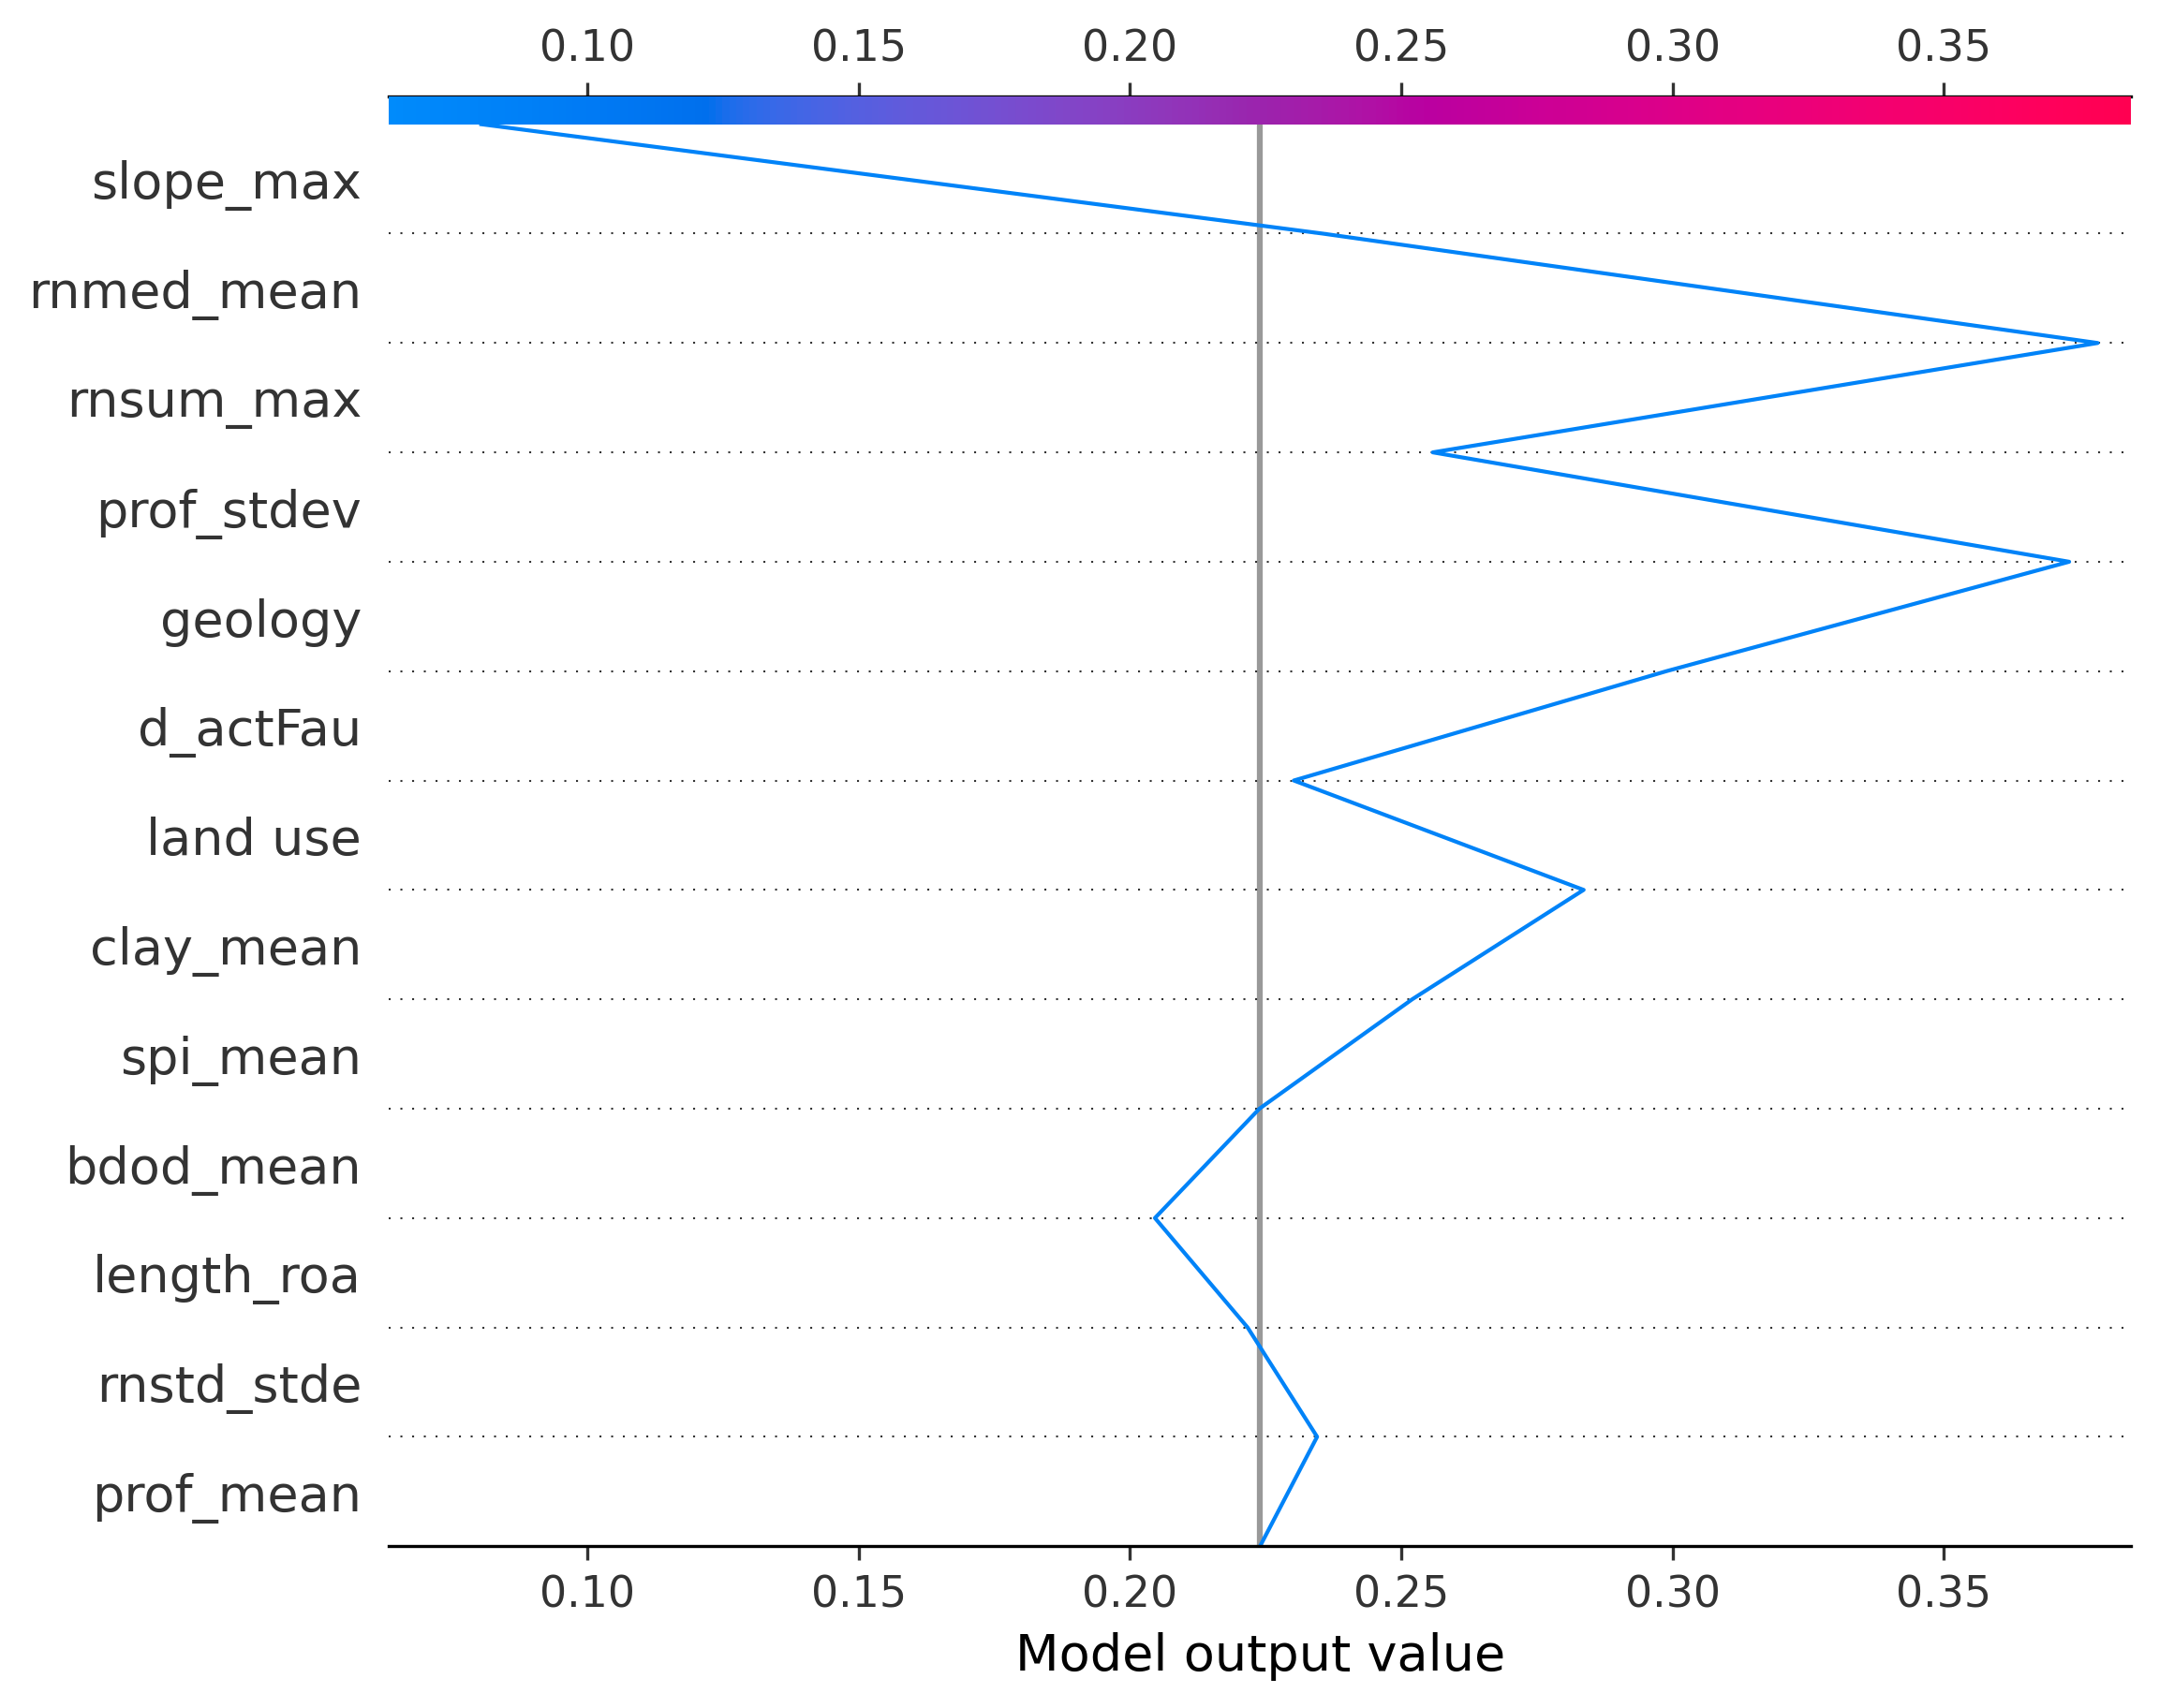 0.10 0.15 0.20 0.25 0.30 0.35
slope_max
rnmed_mean
rnsum_max
prof_stdev
geology
d_actFau
land use
clay_mean
spi_mean
bdod_mean
length_roa
rnstd_stde
prof_mean
0.10 0.15 0.20 0.25 0.30 0.35
Model output value